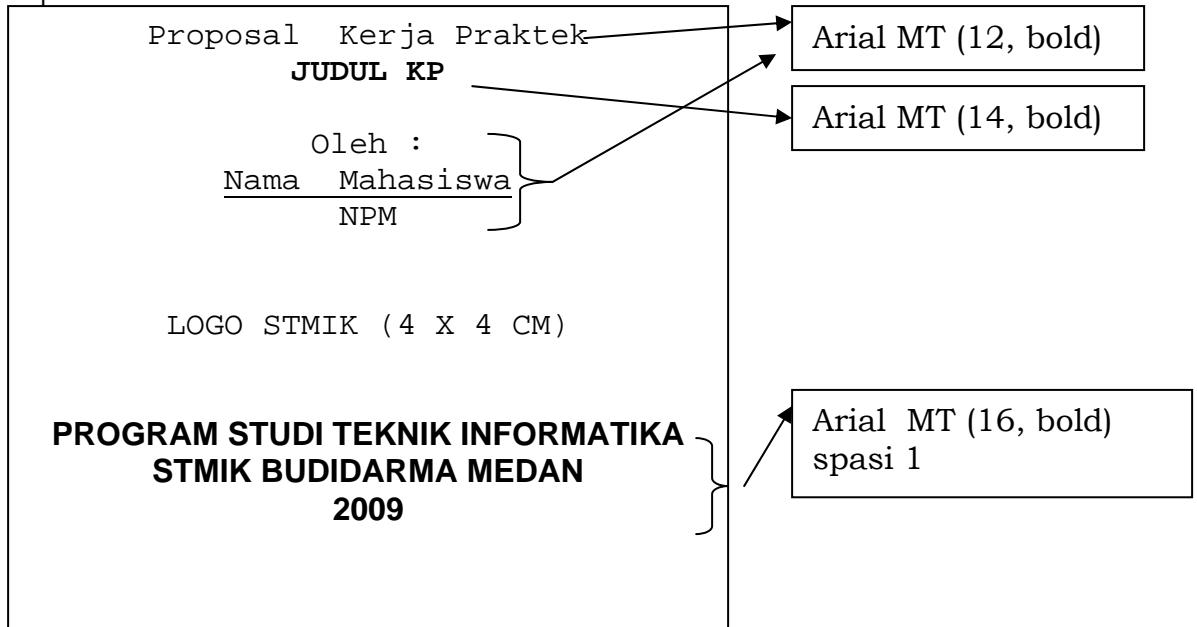 Proposal Kerja Praktek
JUDUL KP
Oleh :
Nama Mahasiswa
NPM
LOGO STMIK (4 X 4 CM)
PROGRAM STUDI TEKNIK INFORMATIKA
STMIK BUDIDARMA MEDAN
2009
Arial MT (12, bold)
Arial MT (14, bold)
Arial MT (16, bold)
spasi 1